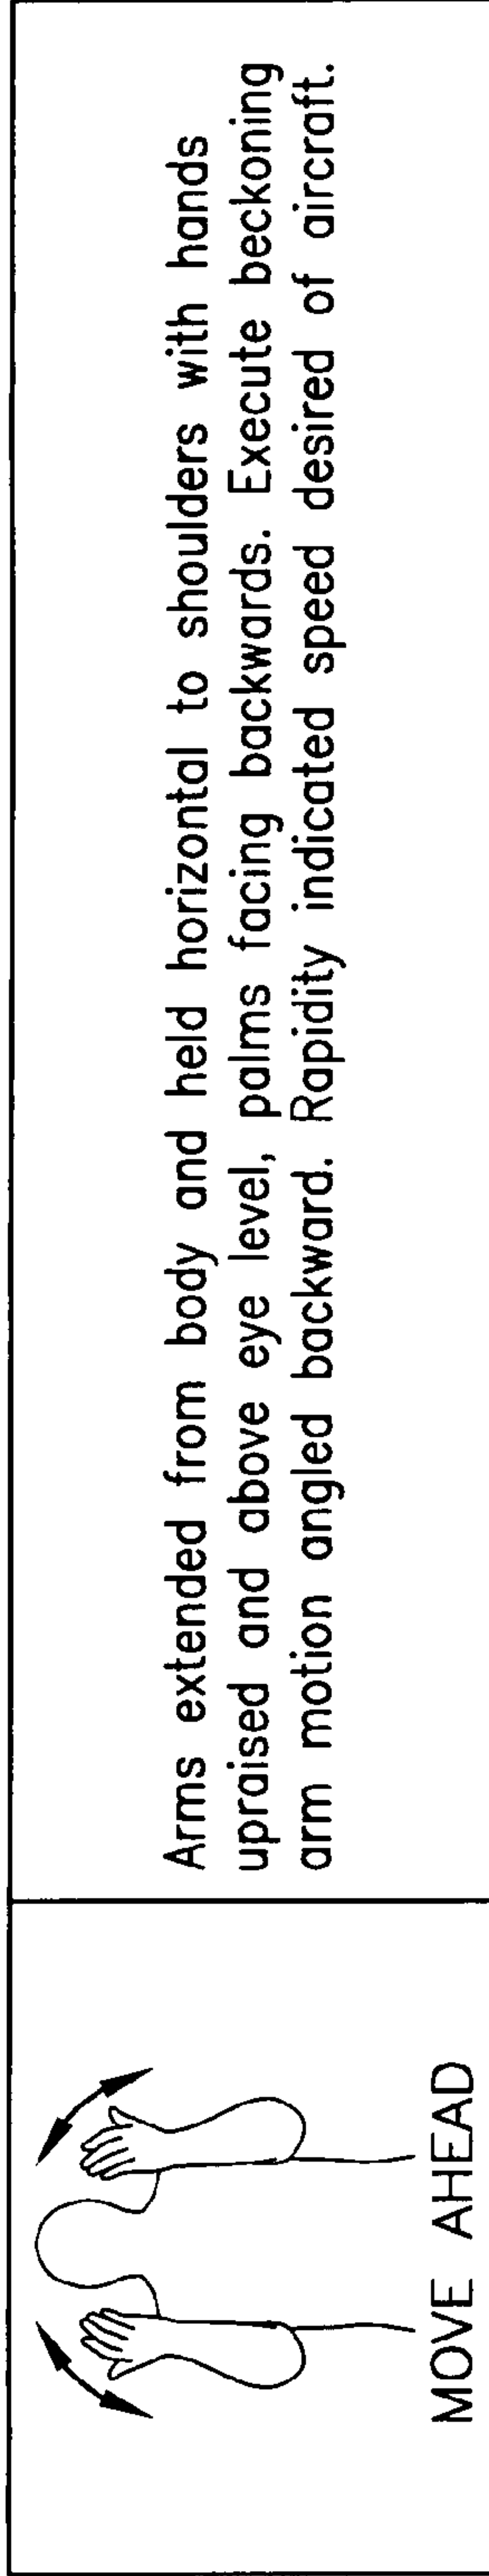 Arms extended from body and held horizontal to shoulders with hands
upraised and above eye level, palms facing backwards. Execute beckoning
arm motion angled backward. Rapidity indicated speed desired of aircraft.
MOVE AHEAD